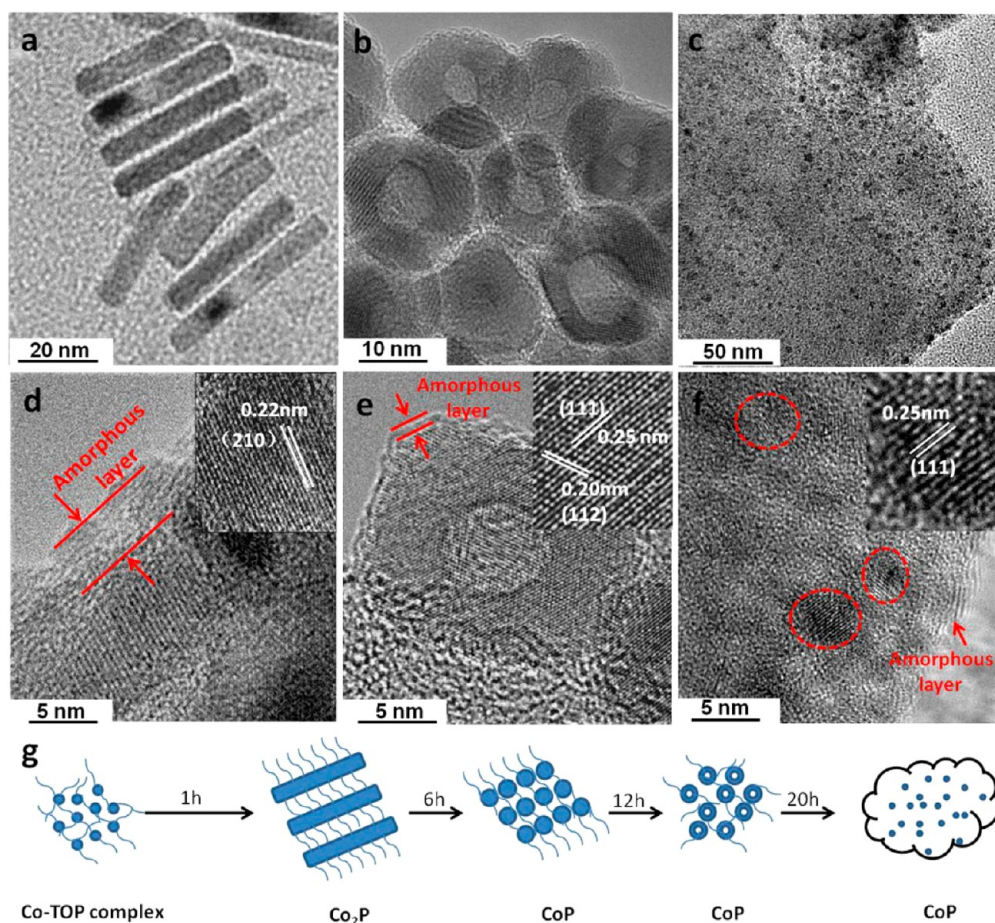 a
b
c
20 nm
10 nm
50 nm
d
Amorphous
layer
0.22nm
（210）
5 nm
e
Amorphous
layer
(111)
0.25 nm
0.20nm
(112)
5 nm
f
0.25nm
(111)
Amorphous
layer
5 nm
g
1h
6h
12h
20h
Co-TOP complex
Co₂P
CoP
CoP
CoP